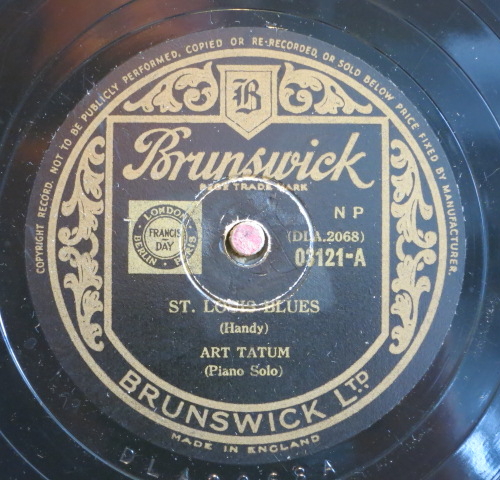 COPYRIGHT RECORD. NOT TO BE PUBLICLY PERFORMED, COPIED OR RE-RECORDED, OR SOLD BELOW PRICE FIXED BY MANUFACTURER.
B
Brunswick
REGD TRADE MARK
LONDON
FRANCIS
DAY
BERLIN PARIS
N P
(DLA.2068)
03121-A
ST. LOUIS BLUES
(Handy)
ART TATUM
(Piano Solo)
BRUNSWICK LTD
MADE IN ENGLAND